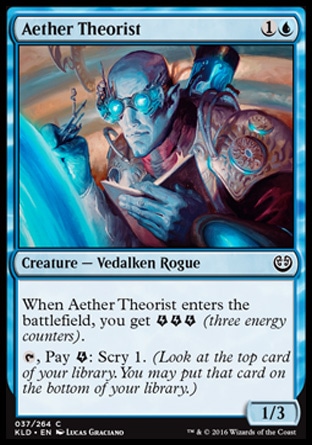 Aether Theorist 1
Creature — Vedalken Rogue
When Aether Theorist enters the
battlefield, you get (three energy
counters).
, Pay : Scry 1. (Look at the top card
of your library. You may put that card on
the bottom of your library.)
1/3
037/264 C
KLD • EN LUCAS GRACIANO
™ & © 2016 Wizards of the Coast